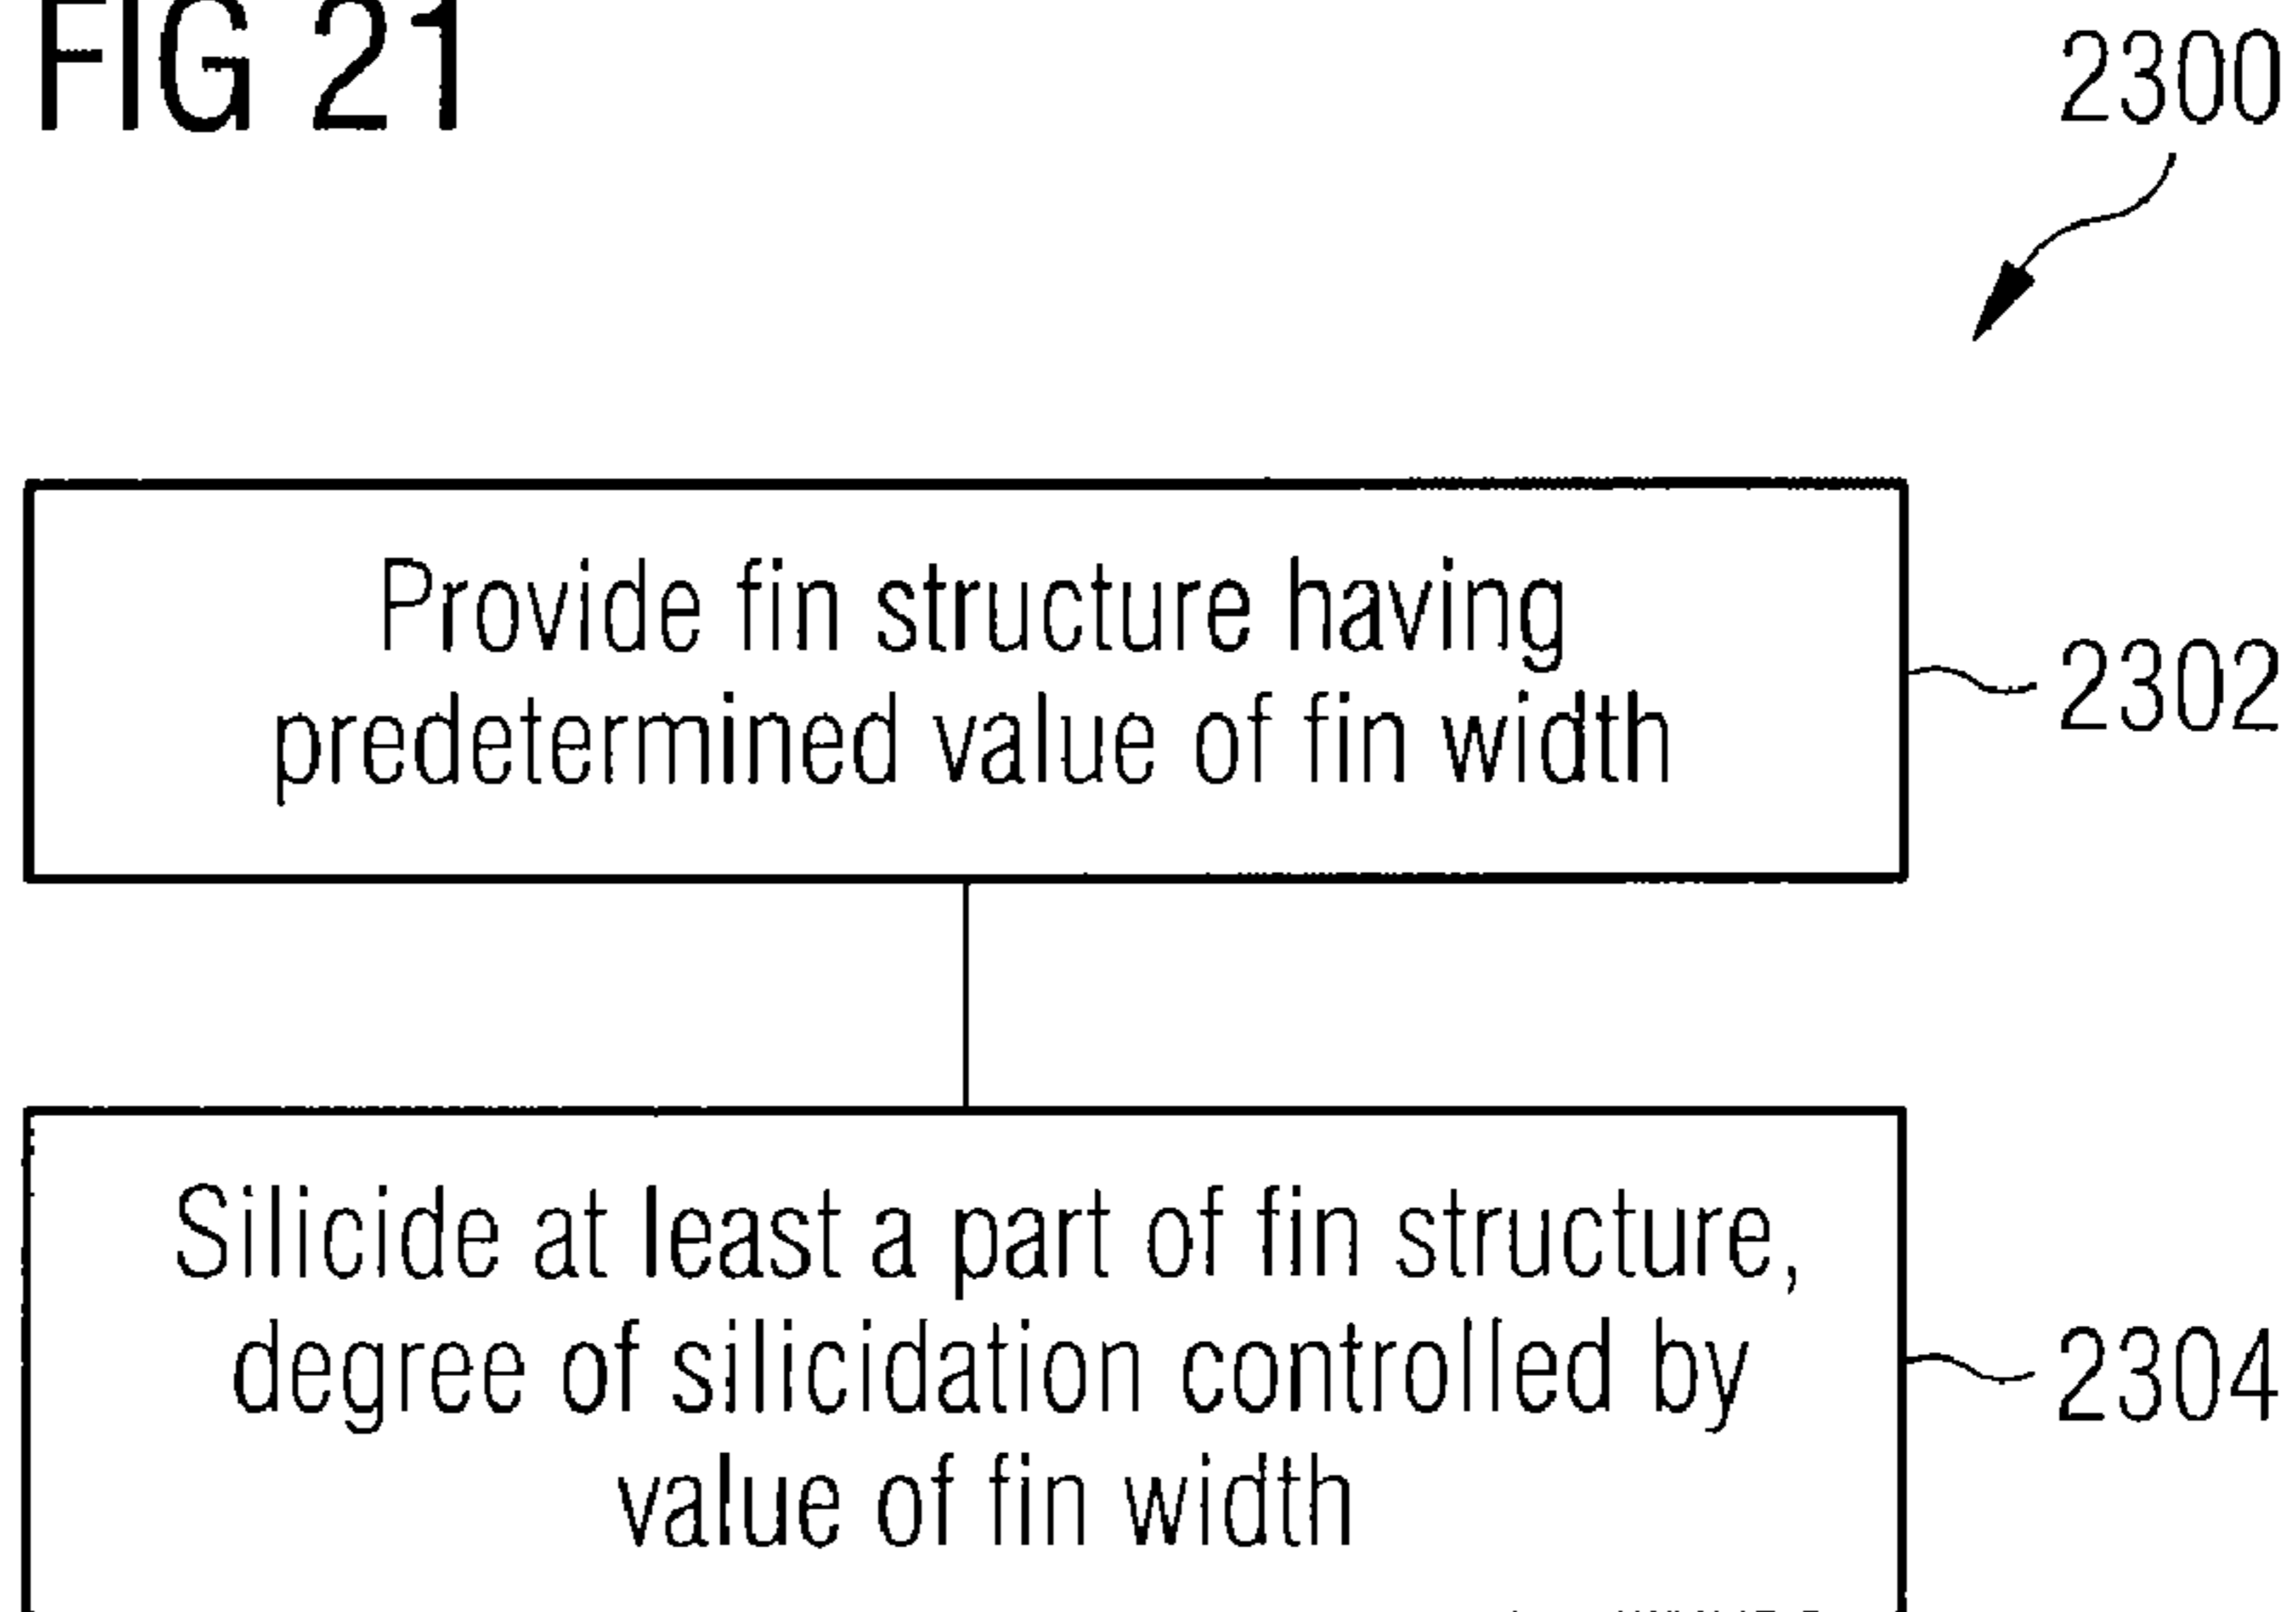 FIG 21
2300
Provide fin structure having
predetermined value of fin width
2302
Silicide at least a part of fin structure,
degree of silicidation controlled by
value of fin width
2304